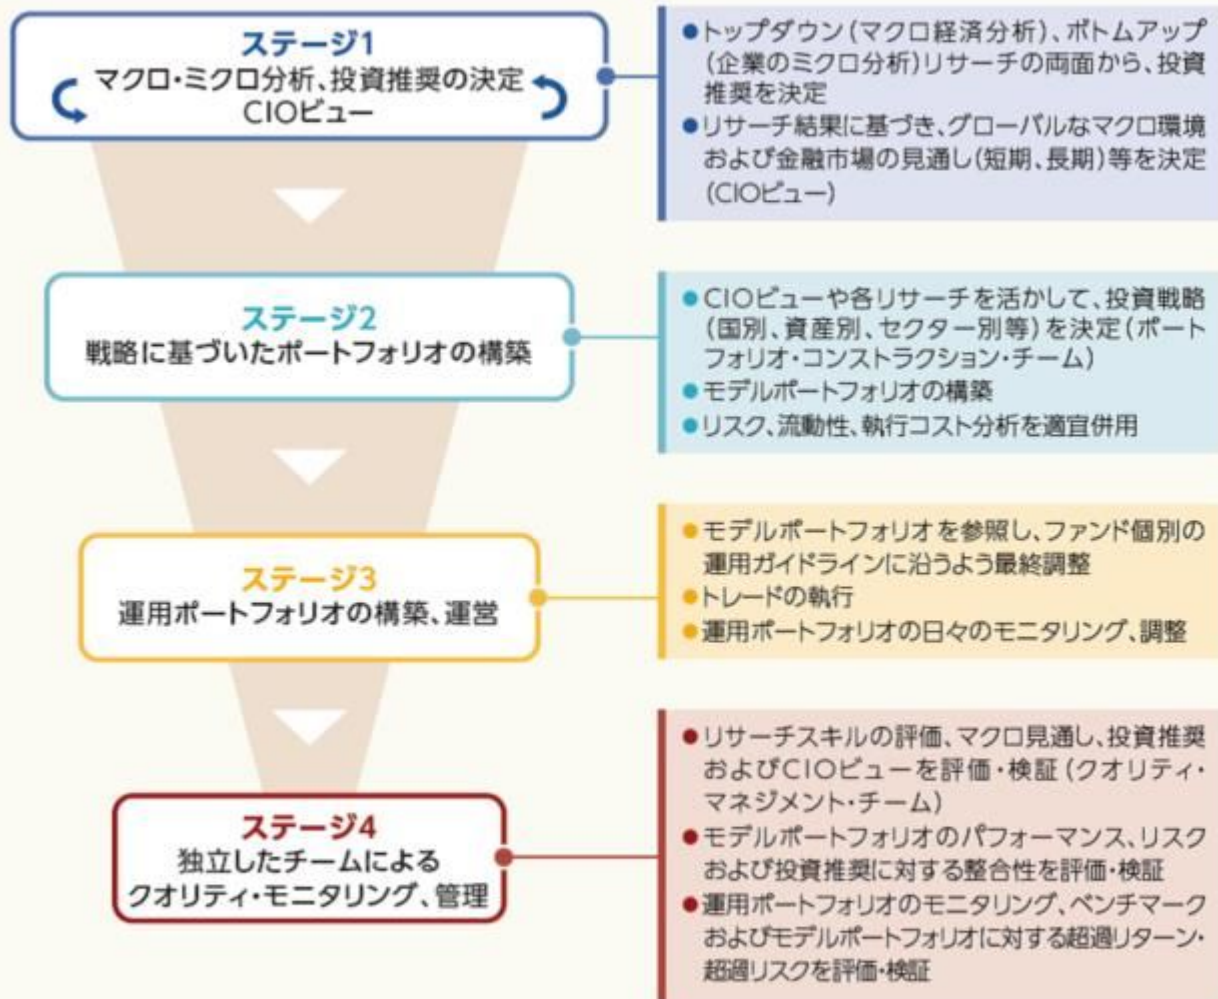 ステージ1
マクロ・ミクロ分析、投資推奨の決定
CIOビュー
●トップダウン(マクロ経済分析)、ボトムアップ
(企業のミクロ分析)リサーチの両面から、投資
推奨を決定
●リサーチ結果に基づき、グローバルなマクロ環境
および金融市場の見通し(短期、長期)等を決定
(CIOビュー)
ステージ2
戦略に基づいたポートフォリオの構築
●CIOビューや各リサーチを活かして、投資戦略
(国別、資産別、セクター別等)を決定(ポート
フォリオ・コンストラクション・チーム)
●モデルポートフォリオの構築
●リスク、流動性、執行コスト分析を適宜併用
ステージ3
運用ポートフォリオの構築、運営
●モデルポートフォリオを参照し、ファンド個別の
運用ガイドラインに沿うよう最終調整
●トレードの執行
●運用ポートフォリオの日々のモニタリング、調整
ステージ4
独立したチームによる
クオリティ・モニタリング、管理
●リサーチスキルの評価、マクロ見通し、投資推奨
およびCIOビューを評価・検証(クオリティ・
マネジメント・チーム)
●モデルポートフォリオのパフォーマンス、リスク
および投資推奨に対する整合性を評価・検証
●運用ポートフォリオのモニタリング、ベンチマーク
およびモデルポートフォリオに対する超過リターン・
超過リスクを評価・検証